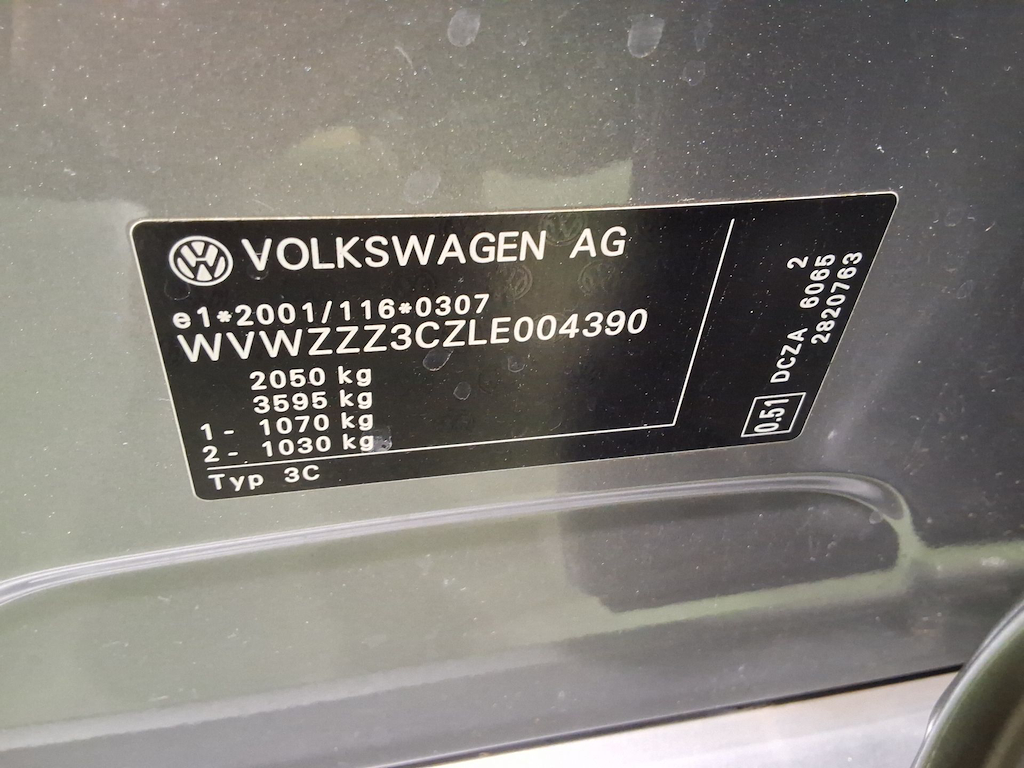 VOLKSWAGEN AG
e1*2001/116*0307
WVWZZZ3CZLE004390
2050 kg
3595 kg
1- 1070 kg
2- 1030 kg
Typ 3C
2
DCZA 6065
2820763
0.51